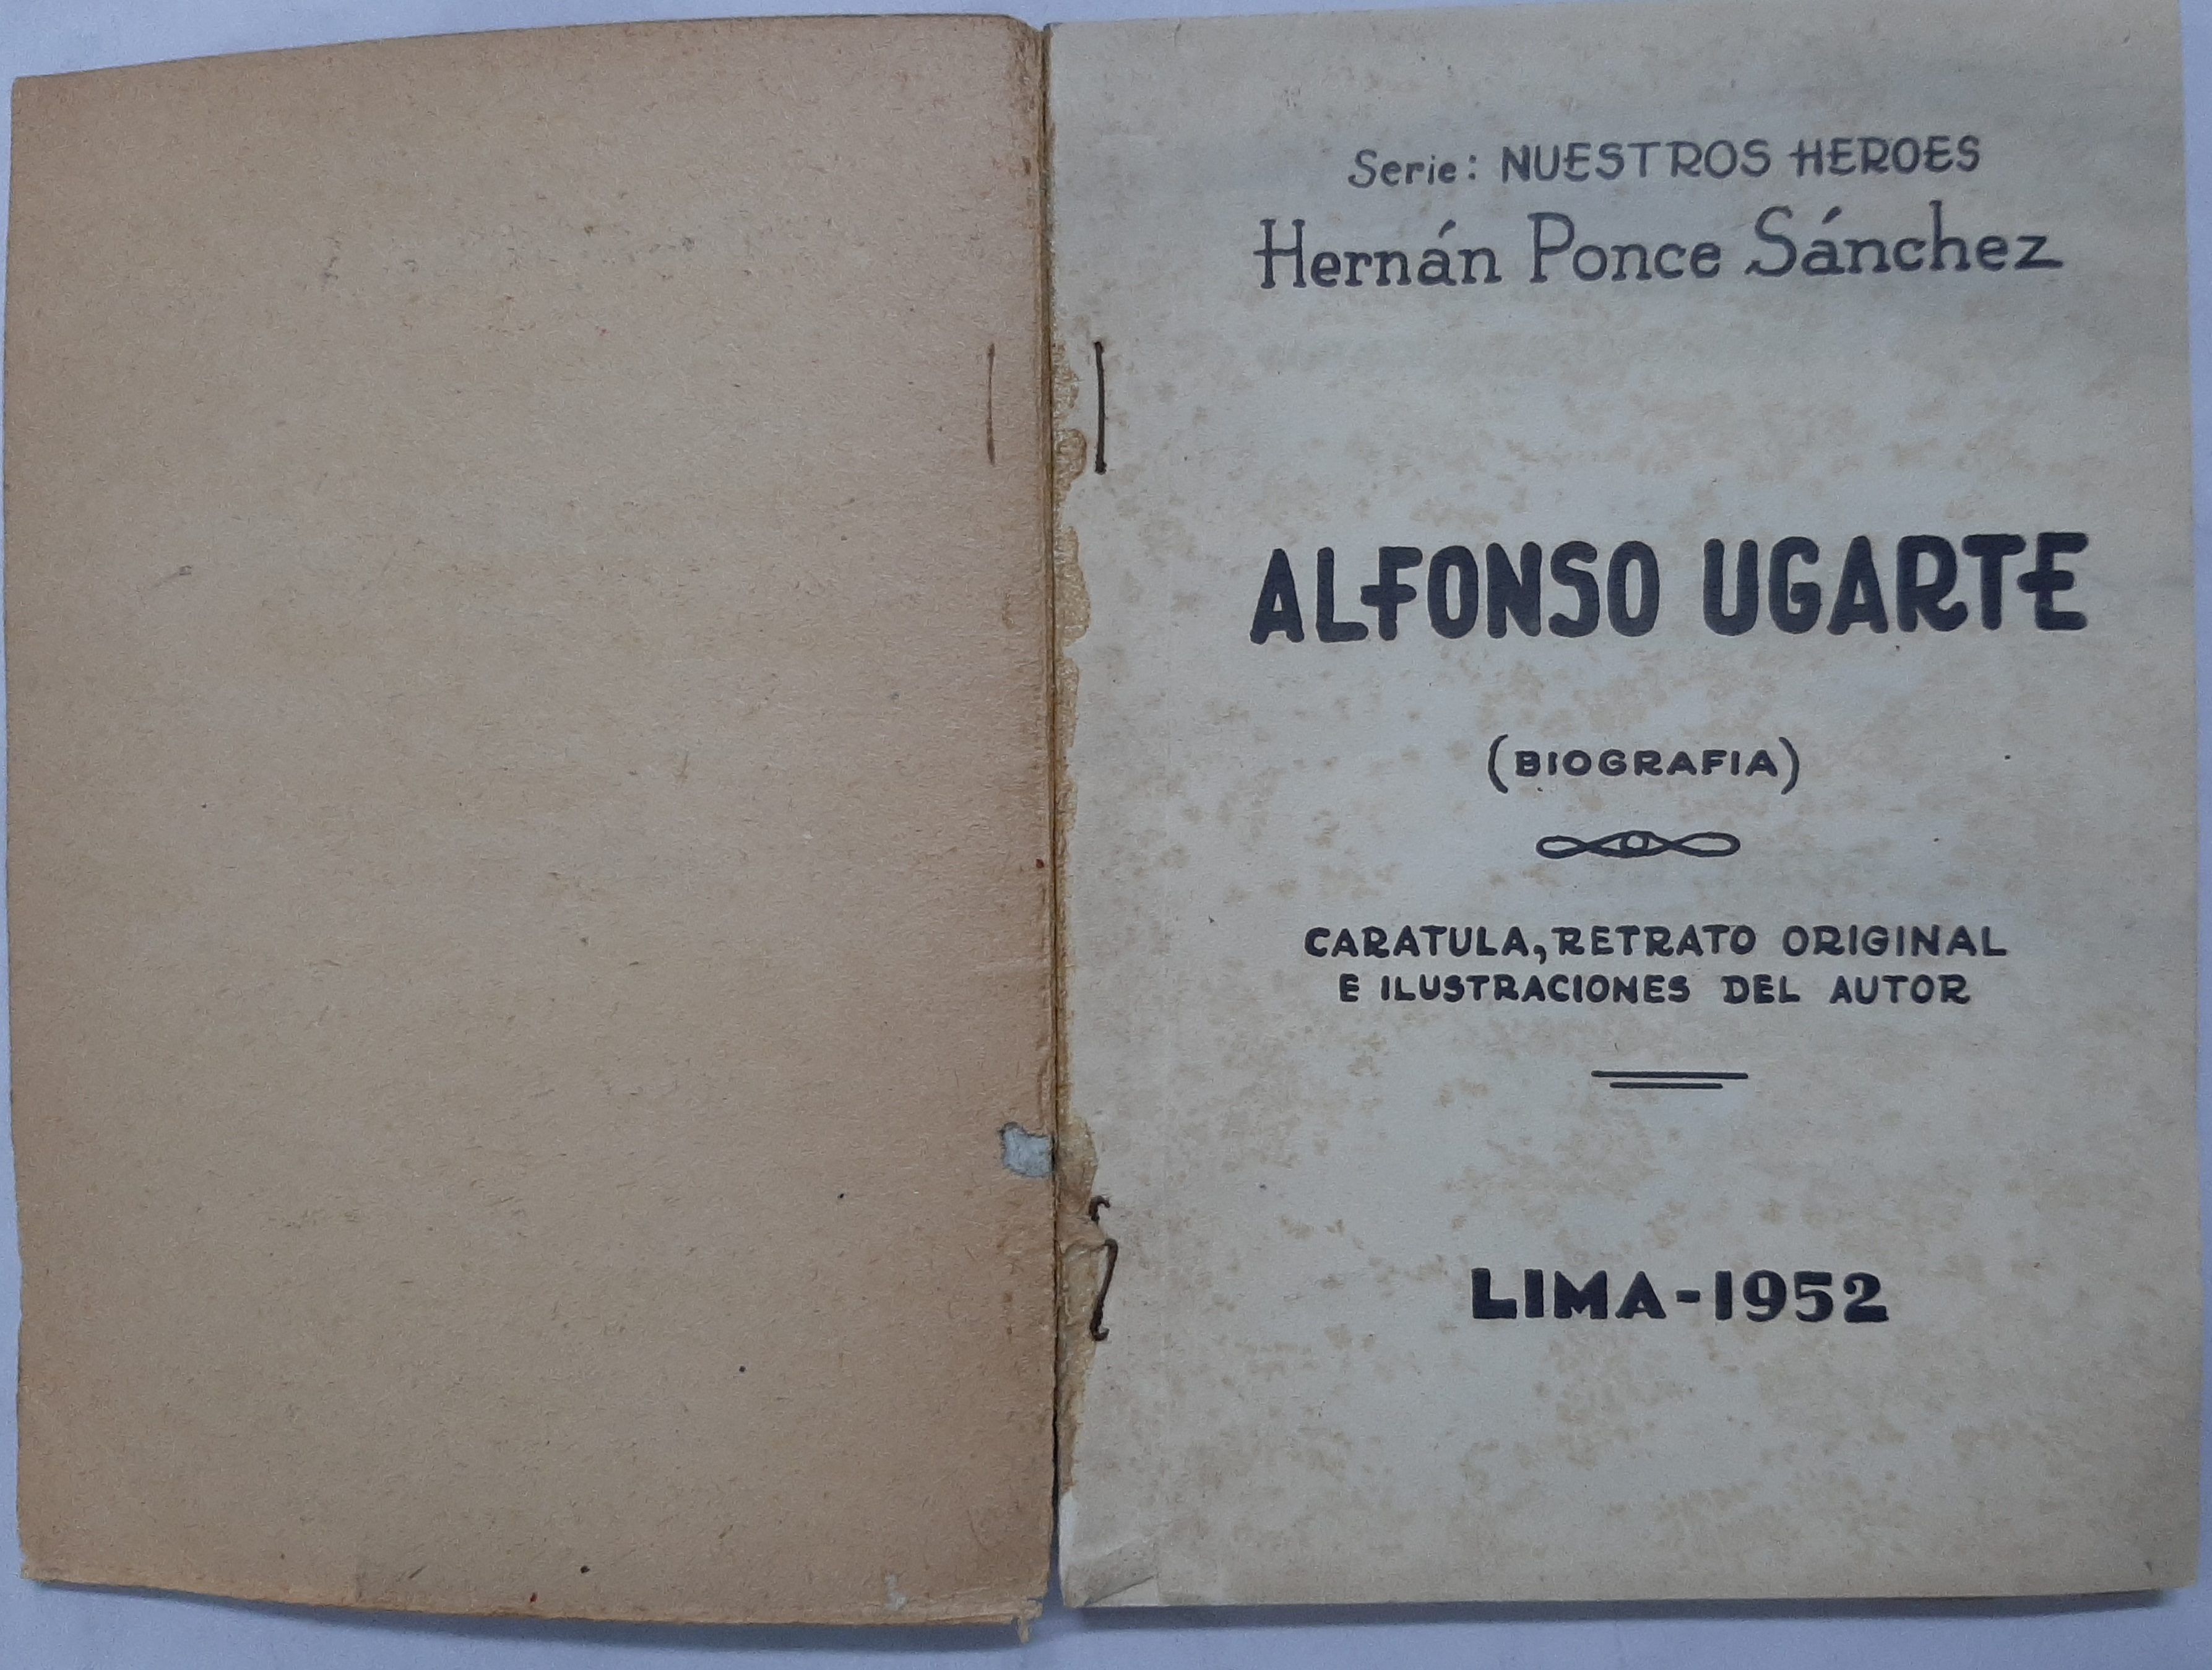 Serie: NUESTROS HEROES
Hernán Ponce Sánchez
ALFONSO UGARTE
(BIOGRAFIA)
CARATULA, RETRATO ORIGINAL
E ILUSTRACIONES DEL AUTOR
LIMA-1952